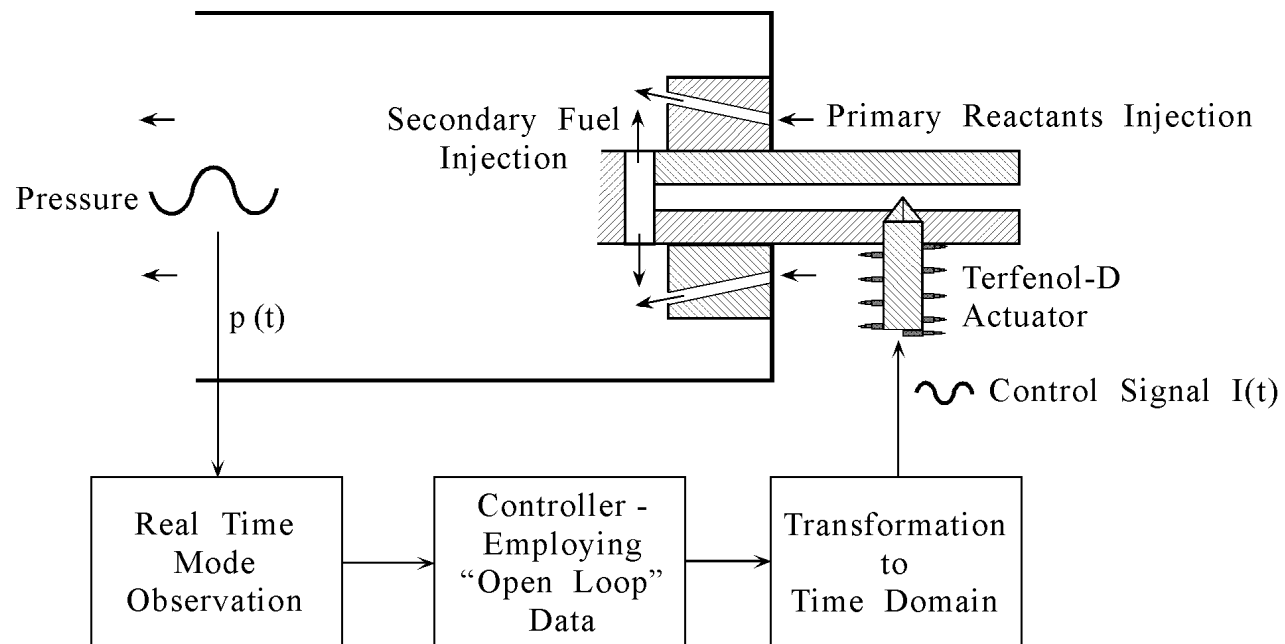 Secondary Fuel
Injection
Primary Reactants Injection
Pressure
p (t)
Terfenol-D
Actuator
Control Signal I(t)
Real Time
Mode
Observation
Controller -
Employing
“Open Loop”
Data
Transformation
to
Time Domain